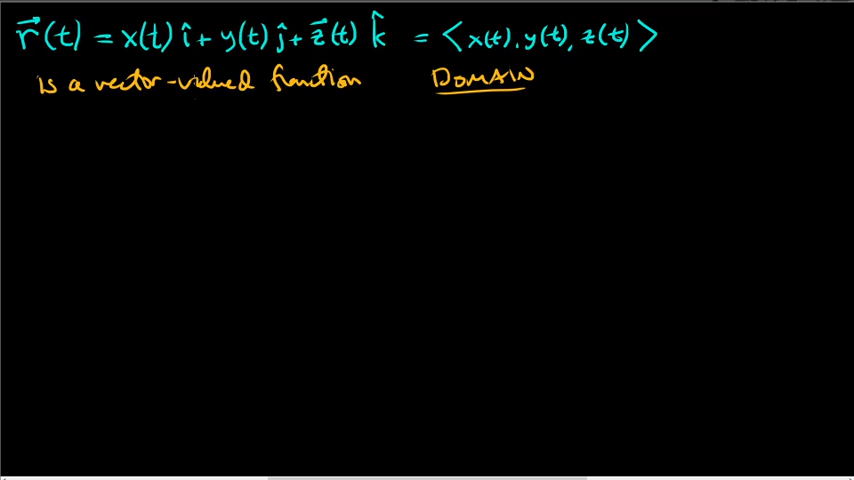 r⃗(t) = x(t) î + y(t) ĵ + z⃗(t) k̂ = < x(t), y(t), z(t) >
is a vector-valued function DOMAIN